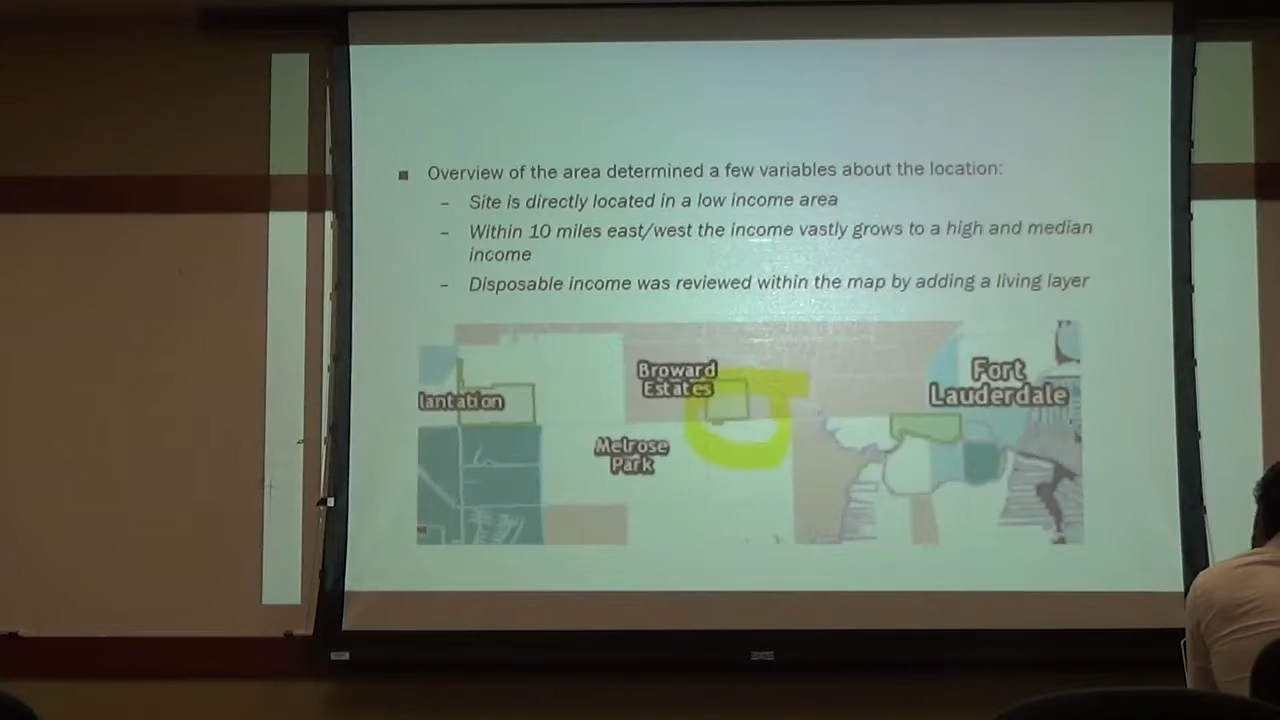 Overview of the area determined a few variables about the location:
– Site is directly located in a low income area
– Within 10 miles east/west the income vastly grows to a high and median
income
– Disposable income was reviewed within the map by adding a living layer
Broward
Estates
Fort
Lauderdale
lantation
Melrose
Park